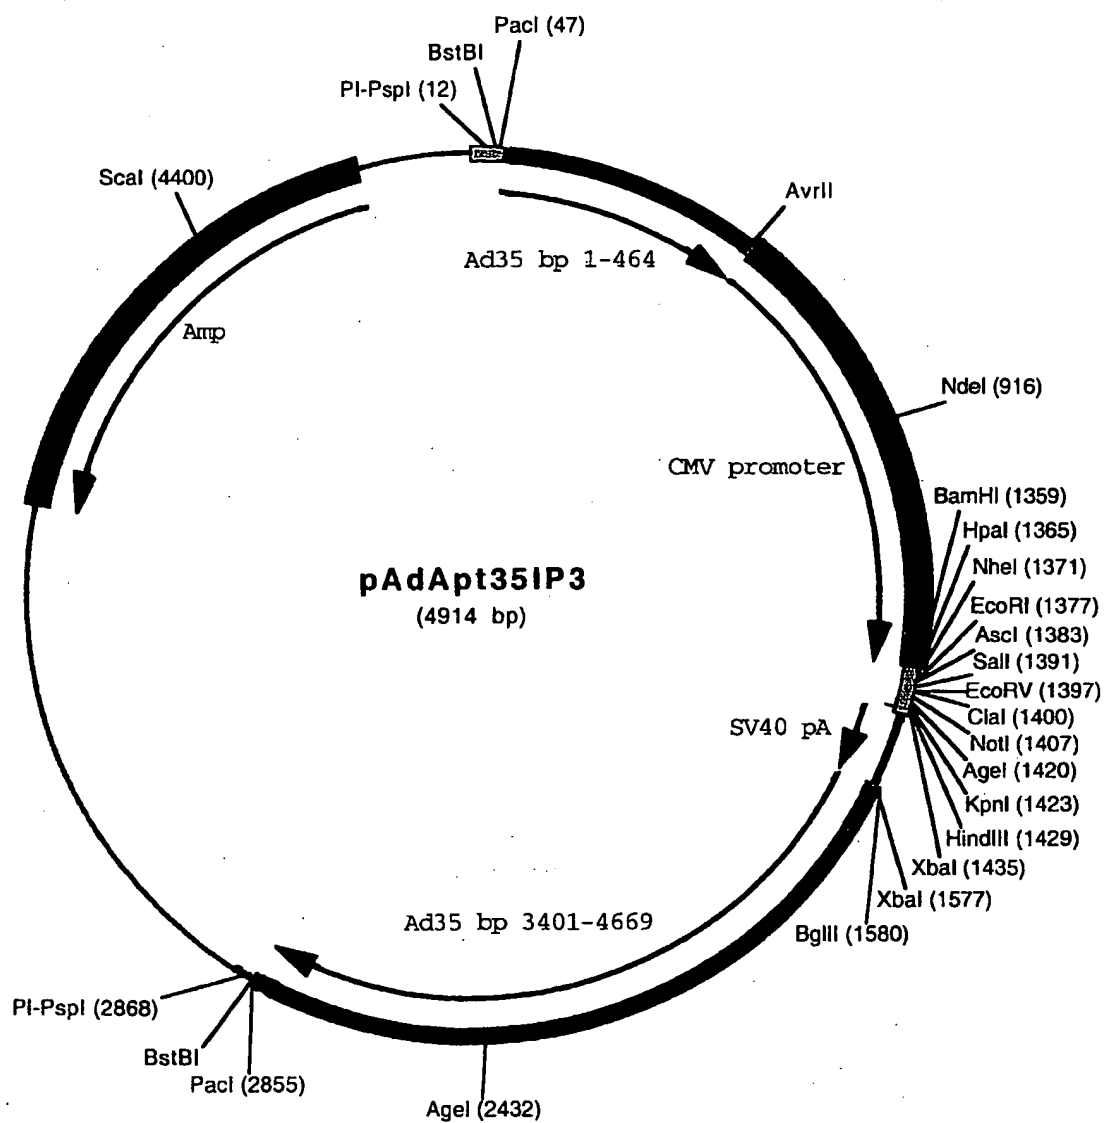 PacI (47)
BstBI
PI-PspI (12)
ScaI (4400)
AvrII
Ad35 bp 1-464
Amp
NdeI (916)
CMV promoter
BamHI (1359)
HpaI (1365)
NheI (1371)
pAdApt35IP3
(4914 bp)
EcoRI (1377)
AscI (1383)
SalI (1391)
EcoRV (1397)
ClaI (1400)
SV40 pA
NotI (1407)
AgeI (1420)
KpnI (1423)
HindIII (1429)
XbaI (1435)
XbaI (1577)
Ad35 bp 3401-4669
BglII (1580)
PI-PspI (2868)
BstBI
PacI (2855)
AgeI (2432)